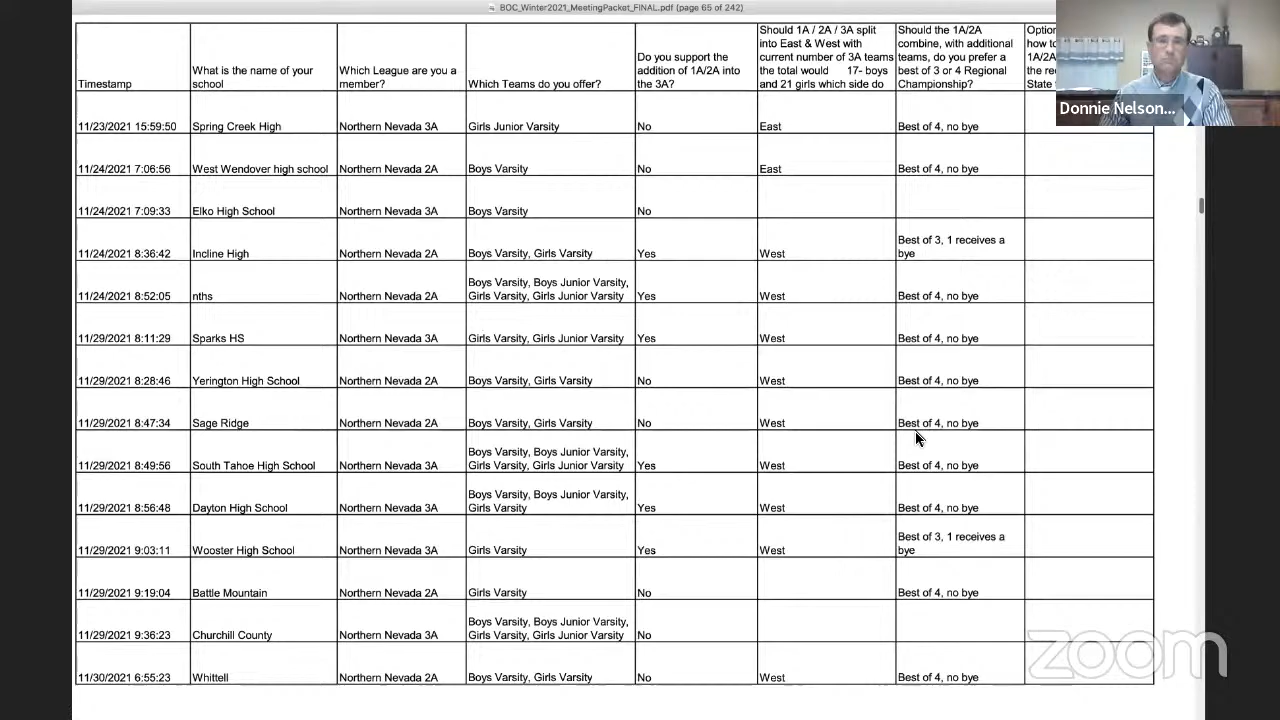 BOC_Winter2021_MeetingPacket_FINAL.pdf (page 65 of 242)
Timestamp
What is the name of your
school
Which League are you a
member?
Which Teams do you offer?
Do you support the
addition of 1A/2A into
the 3A?
Should 1A / 2A / 3A split
into East & West with
current number of 3A teams
the total would 17- boys
and 21 girls which side do
Should the 1A/2A
combine, with additional
teams, do you prefer a
best of 3 or 4 Regional
Championship?
how to
1A/2A
the re
State
Donnie Nelson...
11/23/2021 15:59:50 Spring Creek High Northern Nevada 3A Girls Junior Varsity No East Best of 4, no bye
11/24/2021 7:06:56 West Wendover high school Northern Nevada 2A Boys Varsity No East Best of 4, no bye
11/24/2021 7:09:33 Elko High School Northern Nevada 3A Boys Varsity No
Best of 3, 1 receives a
11/24/2021 8:36:42 Incline High Northern Nevada 2A Boys Varsity, Girls Varsity Yes West bye
Boys Varsity, Boys Junior Varsity,
11/24/2021 8:52:05 nths Northern Nevada 2A Girls Varsity, Girls Junior Varsity Yes West Best of 4, no bye
11/29/2021 8:11:29 Sparks HS Northern Nevada 3A Girls Varsity, Girls Junior Varsity Yes West Best of 4, no bye
11/29/2021 8:28:46 Yerington High School Northern Nevada 2A Boys Varsity, Girls Varsity No West Best of 4, no bye
11/29/2021 8:47:34 Sage Ridge Northern Nevada 2A Boys Varsity, Girls Varsity No West Best of 4, no bye
Boys Varsity, Boys Junior Varsity,
11/29/2021 8:49:56 South Tahoe High School Northern Nevada 3A Girls Varsity, Girls Junior Varsity Yes West Best of 4, no bye
Boys Varsity, Boys Junior Varsity,
11/29/2021 8:56:48 Dayton High School Northern Nevada 3A Girls Varsity Yes West Best of 4, no bye
Best of 3, 1 receives a
11/29/2021 9:03:11 Wooster High School Northern Nevada 3A Girls Varsity Yes West bye
11/29/2021 9:19:04 Battle Mountain Northern Nevada 2A Girls Varsity No Best of 4, no bye
Boys Varsity, Boys Junior Varsity,
11/29/2021 9:36:23 Churchill County Northern Nevada 3A Girls Varsity, Girls Junior Varsity No
11/30/2021 6:55:23 Whittell Northern Nevada 2A Boys Varsity, Girls Varsity No West Best of 4, no bye
zoom